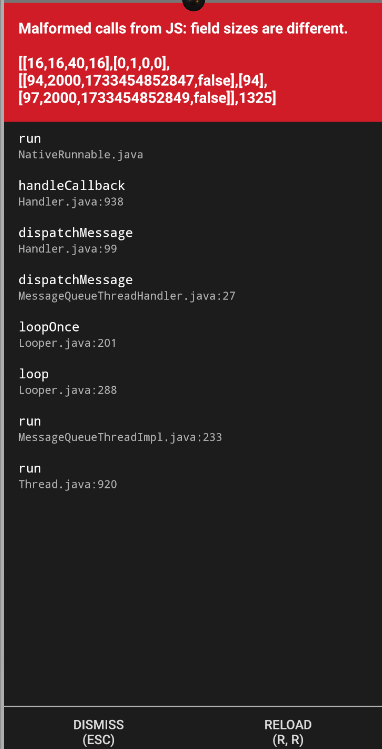 Malformed calls from JS: field sizes are different.
[[16,16,40,16],[0,1,0,0],
[[94,2000,1733454852847,false],[94],
[97,2000,1733454852849,false]],1325]
run
NativeRunnable.java
handleCallback
Handler.java:938
dispatchMessage
Handler.java:99
dispatchMessage
MessageQueueThreadHandler.java:27
loopOnce
Looper.java:201
loop
Looper.java:288
run
MessageQueueThreadImpl.java:233
run
Thread.java:920
DISMISS
(ESC)
RELOAD
(R, R)